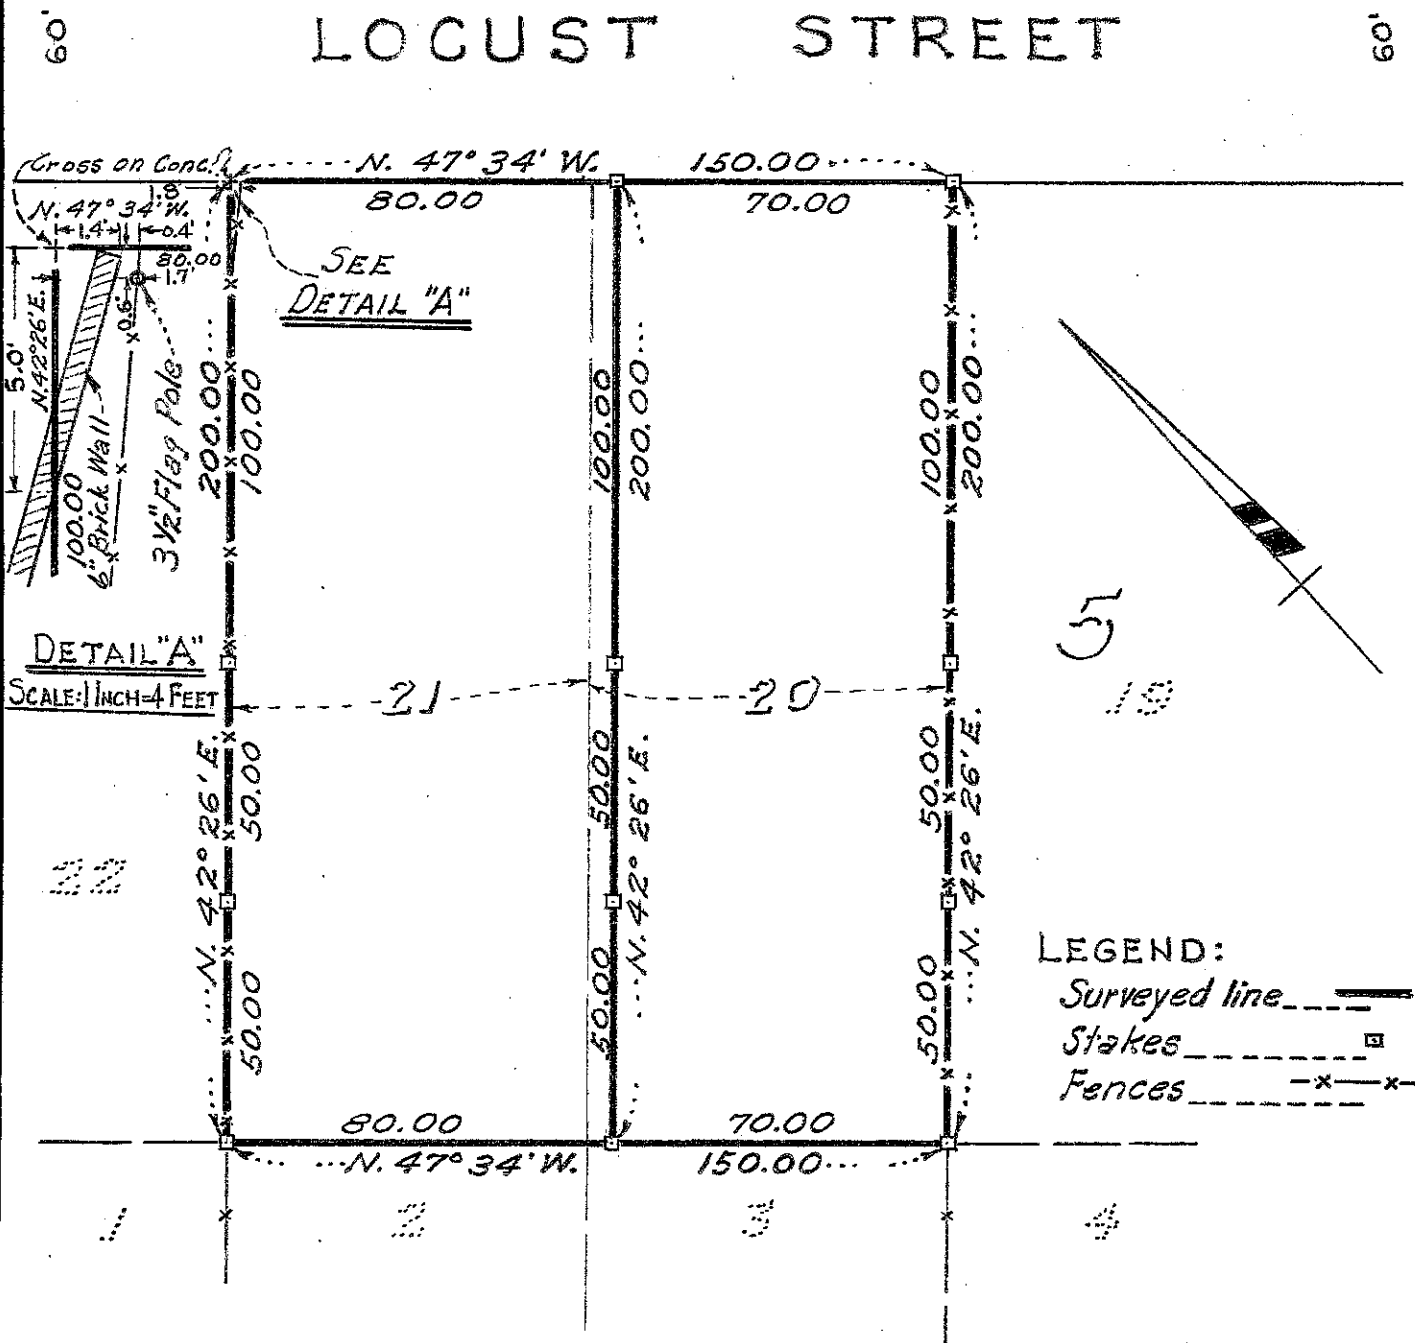 60'
LOCUST STREET
60'
Cross on Conc.
N. 47° 34' W.
150.00
1.8
80.00
70.00
N. 47° 34' W.
1.4'
0.4
80.00
1.7'
0.6'
5.0'
N.42°26'E.
100.00
6" Brick Wall
3½" Flag Pole
SEE
DETAIL "A"
200.00
100.00
100.00
200.00
100.00
200.00
DETAIL "A"
SCALE: 1 INCH=4 FEET
21
20
5
19
N. 42° 26' E.
50.00
50.00
N. 42° 26' E.
50.00
N. 42° 26' E.
22
50.00
50.00
50.00
LEGEND:
Surveyed line
Stakes
Fences
80.00
70.00
N. 47° 34' W.
150.00
1
2
3
4